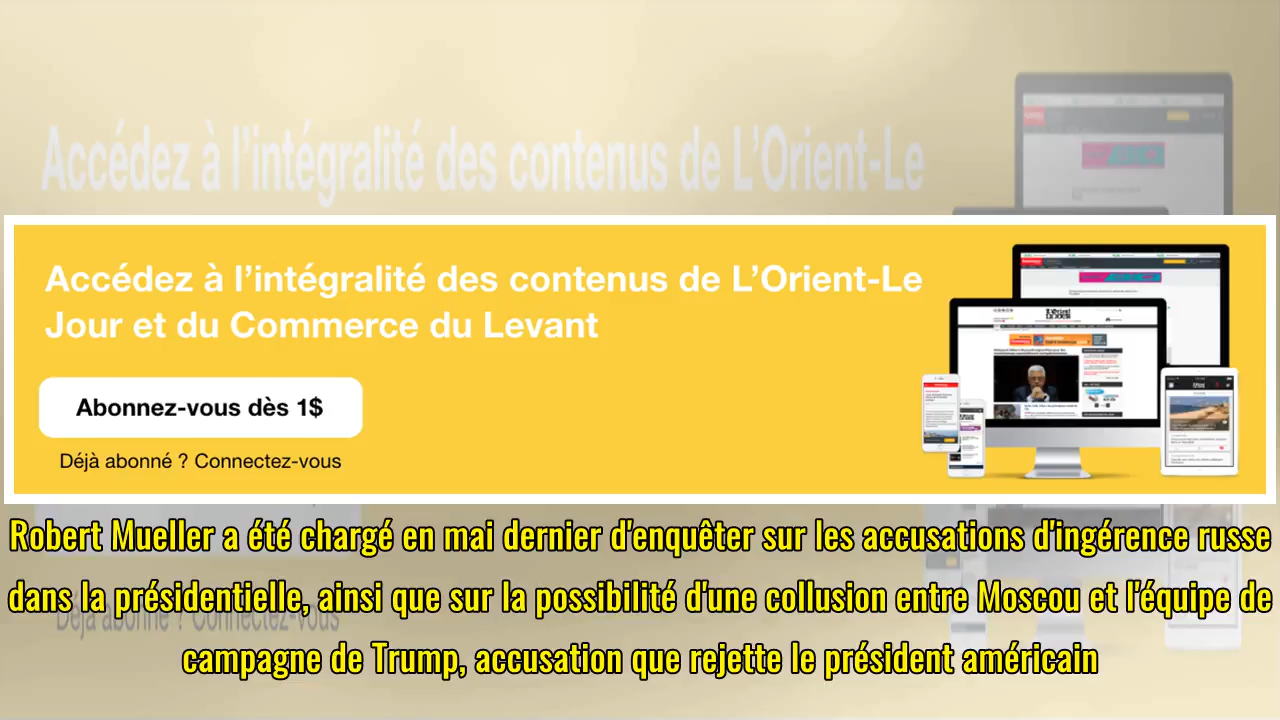 Accédez à l'intégralité des contenus de L'Orient-Le
Accédez à l'intégralité des contenus de L'Orient-Le
Jour et du Commerce du Levant
Abonnez-vous dès 1$
Déjà abonné ? Connectez-vous
Robert Mueller a été chargé en mai dernier d'enquêter sur les accusations d'ingérence russe
dans la présidentielle, ainsi que sur la possibilité d'une collusion entre Moscou et l'équipe de
Déjà abonné ? Connectez-vous
campagne de Trump, accusation que rejette le président américain